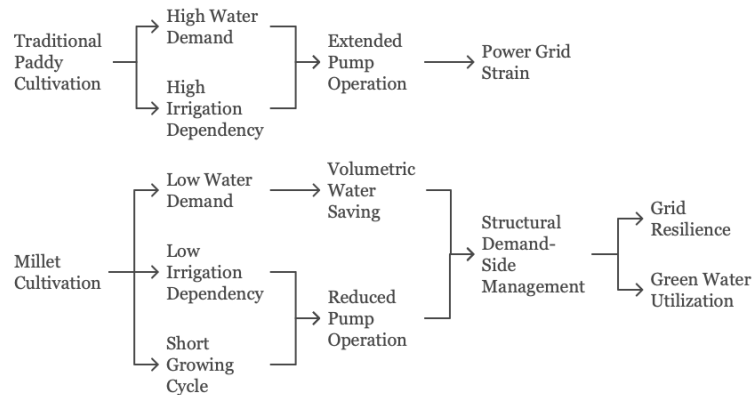 Traditional
Paddy
Cultivation
High Water
Demand
High
Irrigation
Dependency
Extended
Pump
Operation
Power Grid
Strain
Millet
Cultivation
Low Water
Demand
Low
Irrigation
Dependency
Short
Growing
Cycle
Volumetric
Water
Saving
Reduced
Pump
Operation
Structural
Demand-
Side
Management
Grid
Resilience
Green Water
Utilization